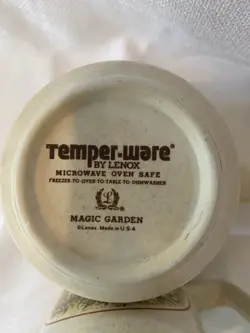 Temper-ware®
BY LENOX
MICROWAVE OVEN SAFE
FREEZER-TO-OVEN-TO-TABLE-TO-DISHWASHER
L
MAGIC GARDEN
©Lenox Made in U.S.A